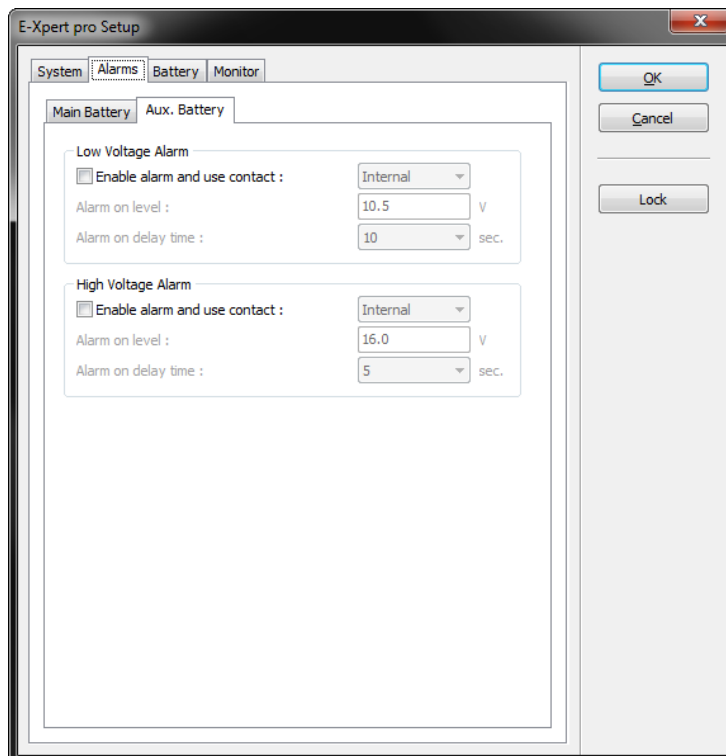 E-Xpert pro Setup
System Alarms Battery Monitor
OK
Cancel
Lock
Main Battery Aux. Battery
Low Voltage Alarm
Enable alarm and use contact : Internal
Alarm on level : 10.5 V
Alarm on delay time : 10 sec.
High Voltage Alarm
Enable alarm and use contact : Internal
Alarm on level : 16.0 V
Alarm on delay time : 5 sec.